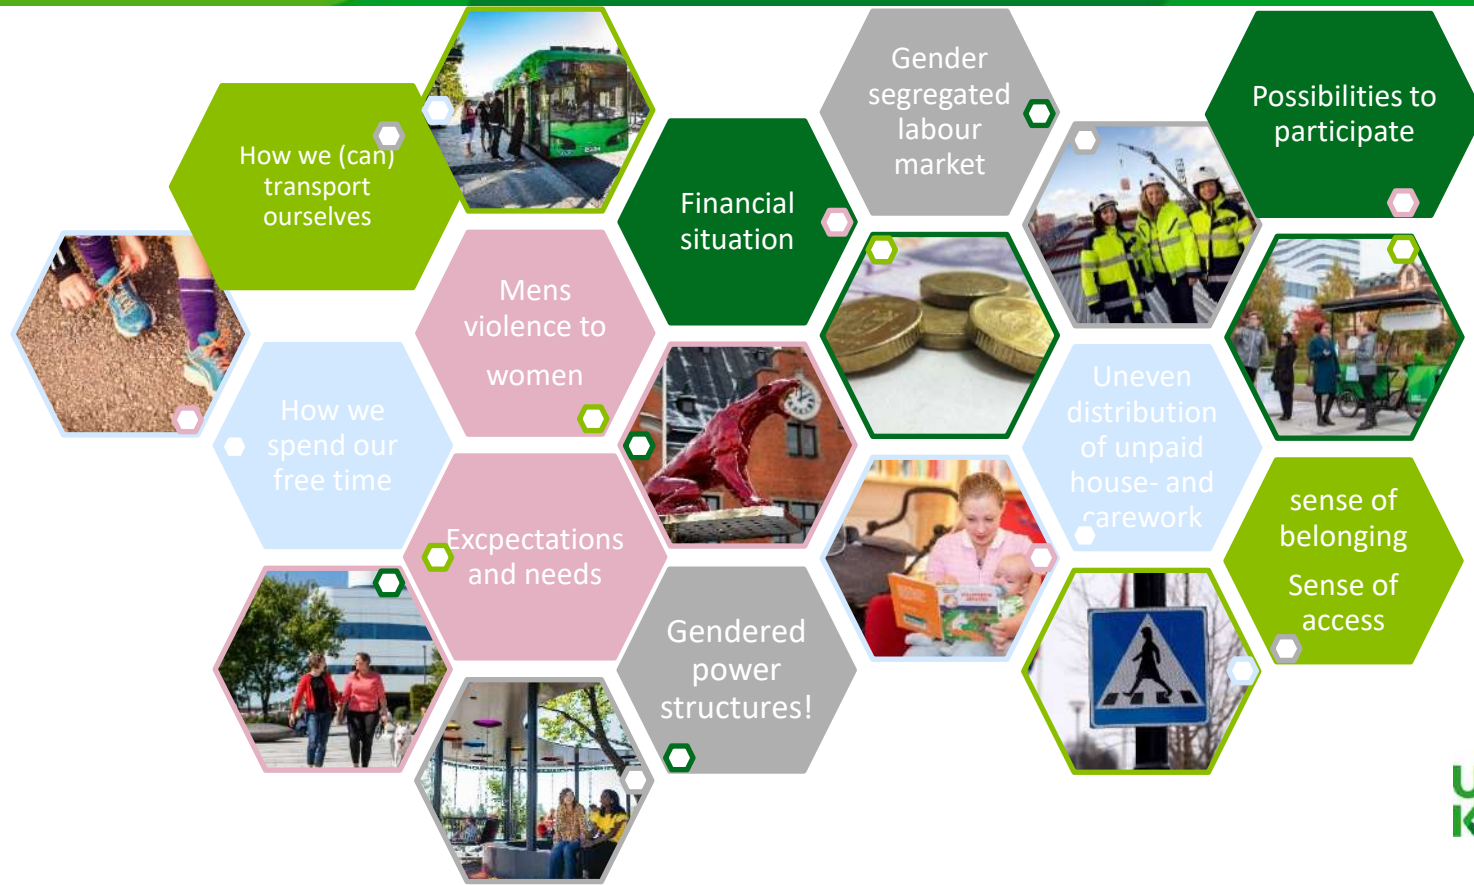 How we (can)
transport
ourselves
Financial
situation
Gender
segregated
labour
market
Possibilities to
participate
Mens
violence to
women
How we
spend our
free time
Excpectations
and needs
Gendered
power
structures!
Uneven
distribution
of unpaid
house- and
carework
sense of
belonging
Sense of
access
U
K